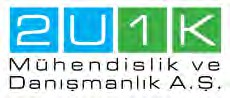 2U1K
Mühendislik ve
Danışmanlık A.Ş.